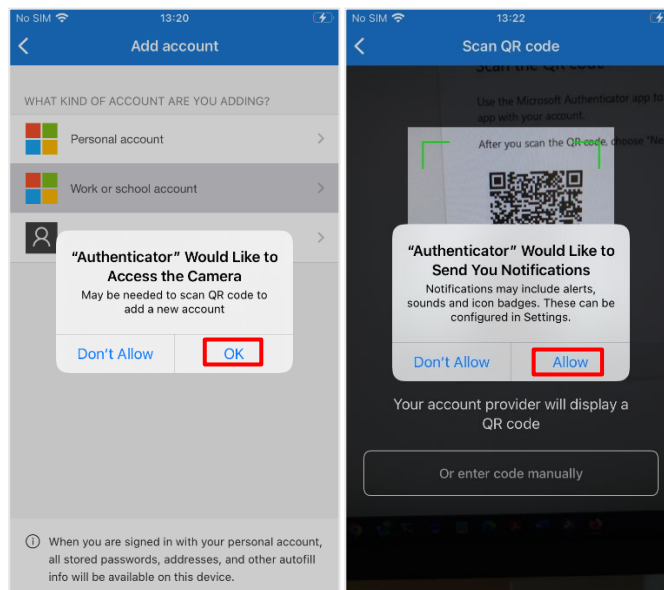 No SIM 13:20
Add account
WHAT KIND OF ACCOUNT ARE YOU ADDING?
Personal account
Work or school account
“Authenticator” Would Like to
Access the Camera
May be needed to scan QR code to
add a new account
Don't Allow
OK
When you are signed in with your personal account,
all stored passwords, addresses, and other autofill
info will be available on this device.
No SIM 13:22
Scan QR code
Scan the QR code
Use the Microsoft Authenticator app to
app with your account.
After you scan the QR code, choose "Ne
“Authenticator” Would Like to
Send You Notifications
Notifications may include alerts,
sounds and icon badges. These can be
configured in Settings.
Don't Allow
Allow
Your account provider will display a
QR code
Or enter code manually